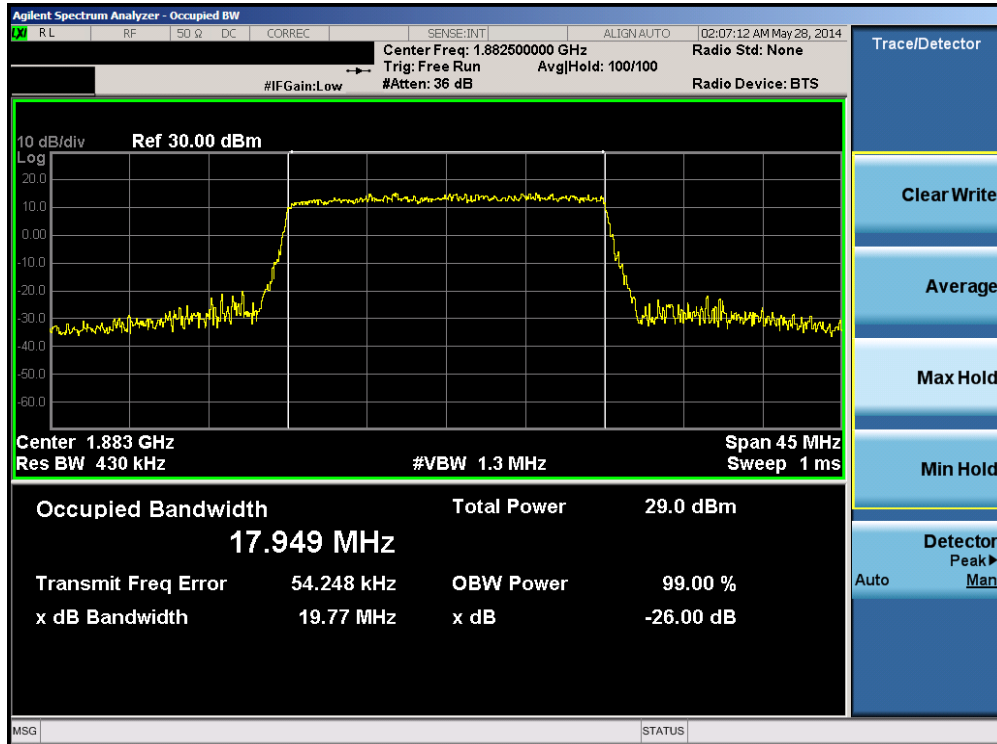 Agilent Spectrum Analyzer - Occupied BW
LXI RL RF 50 Ω DC CORREC SENSE:INT ALIGN AUTO 02:07:12 AM May 28, 2014
Center Freq: 1.882500000 GHz Radio Std: None
Trig: Free Run Avg|Hold: 100/100
#IFGain:Low #Atten: 36 dB Radio Device: BTS
Trace/Detector
10 dB/div Ref 30.00 dBm
Log
20.0
10.0
0.00
-10.0
-20.0
-30.0
-40.0
-50.0
-60.0
Center 1.883 GHz Span 45 MHz
Res BW 430 kHz #VBW 1.3 MHz Sweep 1 ms
Clear Write
Average
Max Hold
Min Hold
Detector
Peak▶
Auto Man
Occupied Bandwidth Total Power 29.0 dBm
17.949 MHz
Transmit Freq Error 54.248 kHz OBW Power 99.00 %
x dB Bandwidth 19.77 MHz x dB -26.00 dB
MSG STATUS